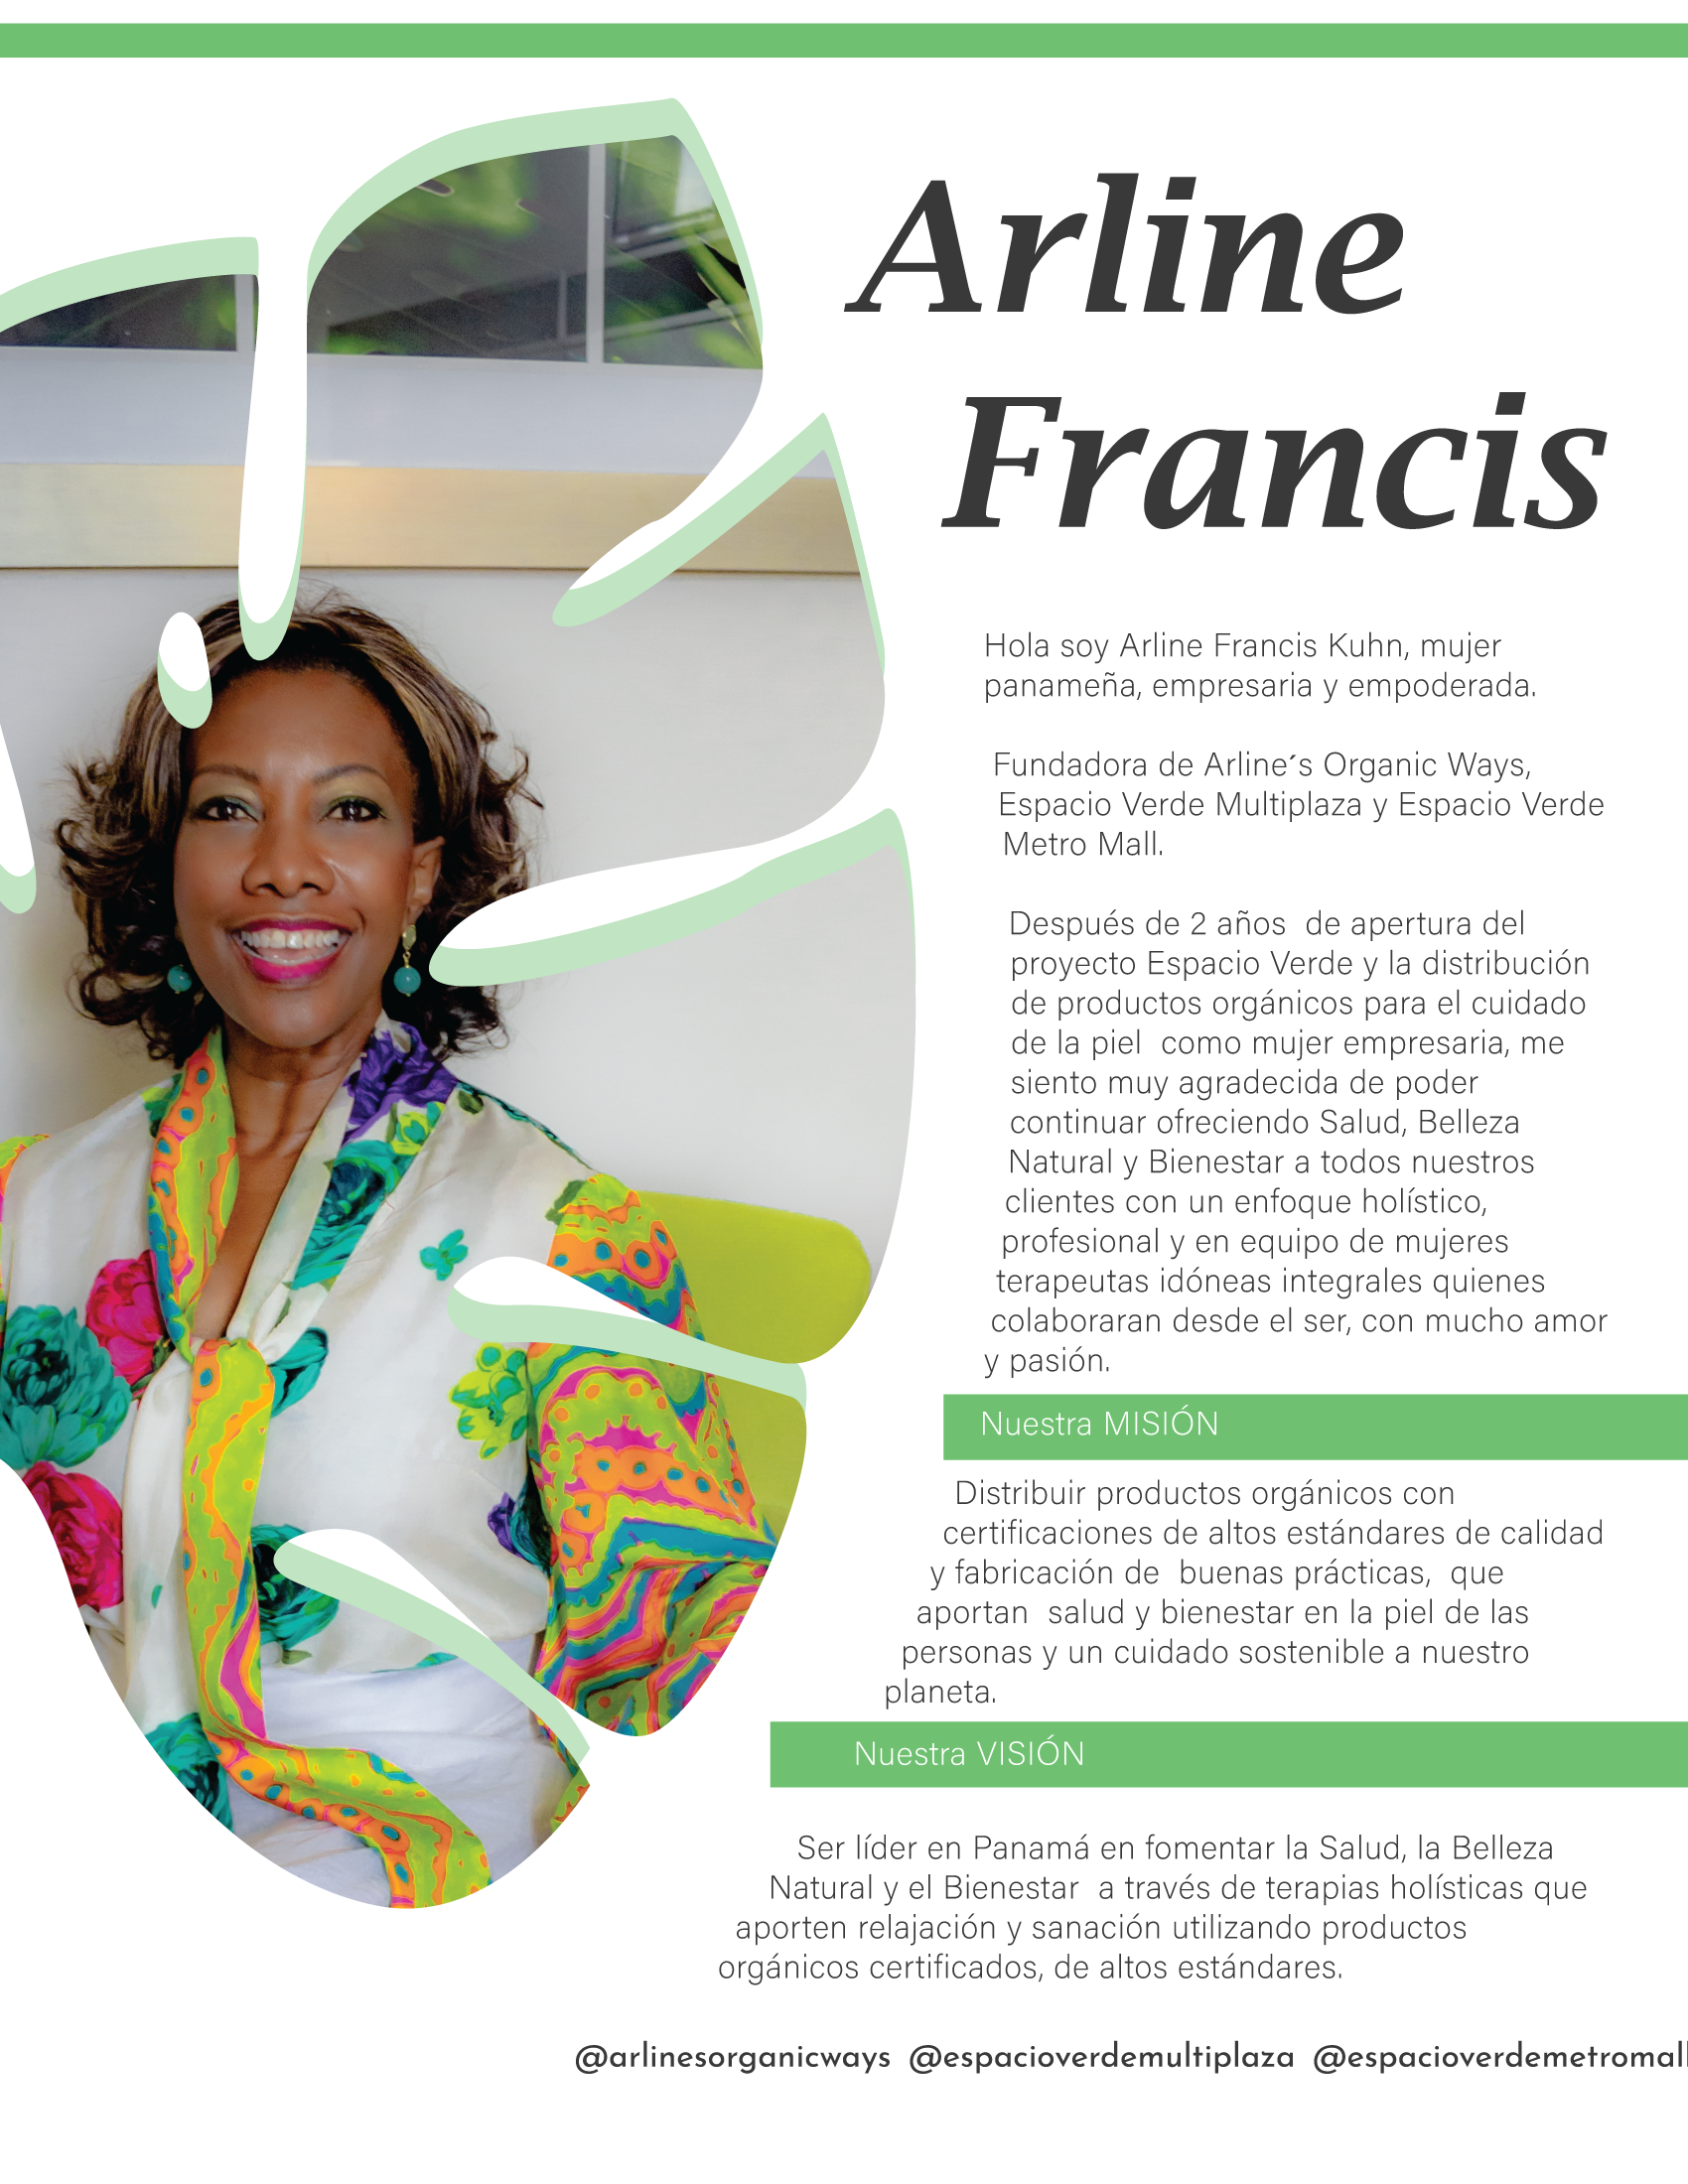 Arline
Francis
Hola soy Arline Francis Kuhn, mujer
panameña, empresaria y empoderada.
Fundadora de Arline´s Organic Ways,
Espacio Verde Multiplaza y Espacio Verde
Metro Mall.
Después de 2 años  de apertura del
proyecto Espacio Verde y la distribución
de productos orgánicos para el cuidado
de la piel  como mujer empresaria, me
siento muy agradecida de poder
continuar ofreciendo Salud, Belleza
Natural y Bienestar a todos nuestros
clientes con un enfoque holístico,
profesional y en equipo de mujeres
terapeutas idóneas integrales quienes
colaboraran desde el ser, con mucho amor
y pasión.
Nuestra MISIÓN
Distribuir productos orgánicos con
certificaciones de altos estándares de calidad
y fabricación de  buenas prácticas,  que
aportan  salud y bienestar en la piel de las
personas y un cuidado sostenible a nuestro
planeta.
Nuestra VISIÓN
Ser líder en Panamá en fomentar la Salud, la Belleza
Natural y el Bienestar  a través de terapias holísticas que
aporten relajación y sanación utilizando productos
orgánicos certificados, de altos estándares.
@arlinesorganicways @espacioverdemultiplaza @espacioverdemetromall